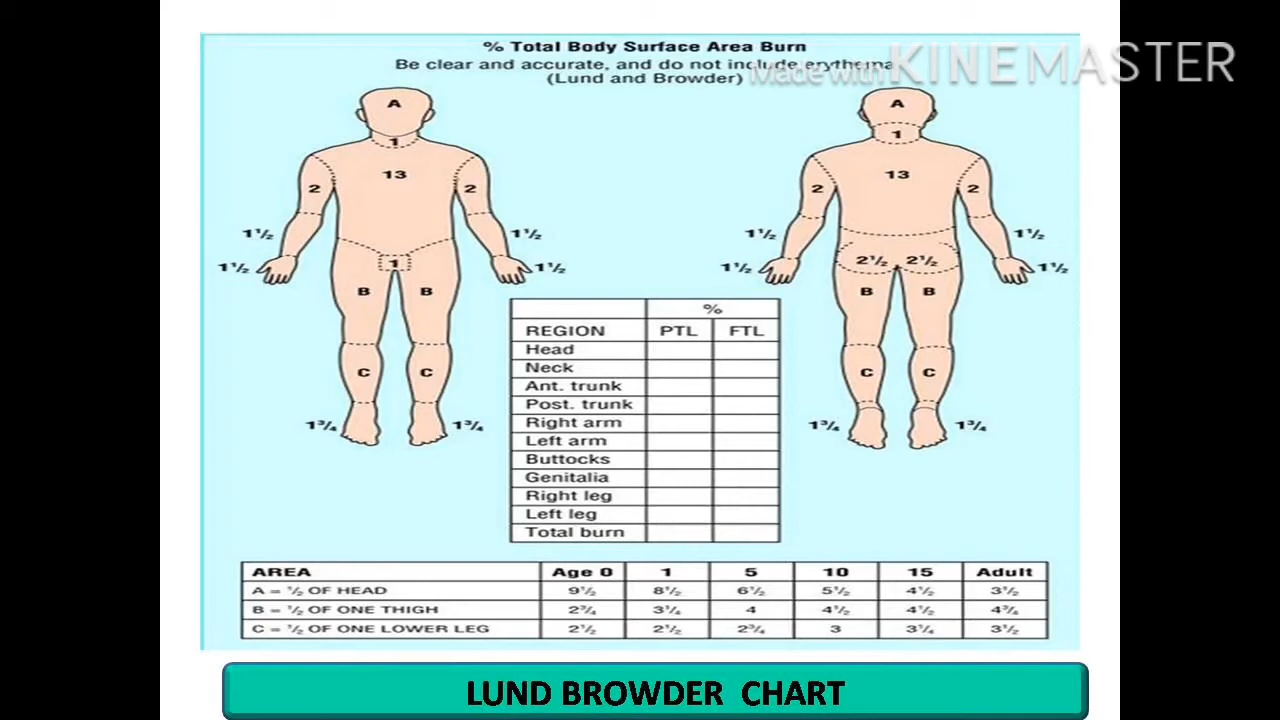 % Total Body Surface Area Burn
Be clear and accurate, and do not include erythema
(Lund and Browder)
Made with KINEMASTER
A
A
1
1
13
13
2
2
2
2
1½
1½
1½
1½
1½
1½
1½
1½
1
2½
2½
B
B
B
B
C
C
C
C
1¾
1¾
1¾
1¾
%
REGION PTL FTL
Head
Neck
Ant. trunk
Post. trunk
Right arm
Left arm
Buttocks
Genitalia
Right leg
Left leg
Total burn
AREA Age 0 1 5 10 15 Adult
A = ½ OF HEAD 9½ 8½ 6½ 5½ 4½ 3½
B = ½ OF ONE THIGH 2¾ 3¼ 4 4½ 4½ 4¾
C = ½ OF ONE LOWER LEG 2½ 2½ 2¾ 3 3¼ 3½
LUND BROWDER CHART